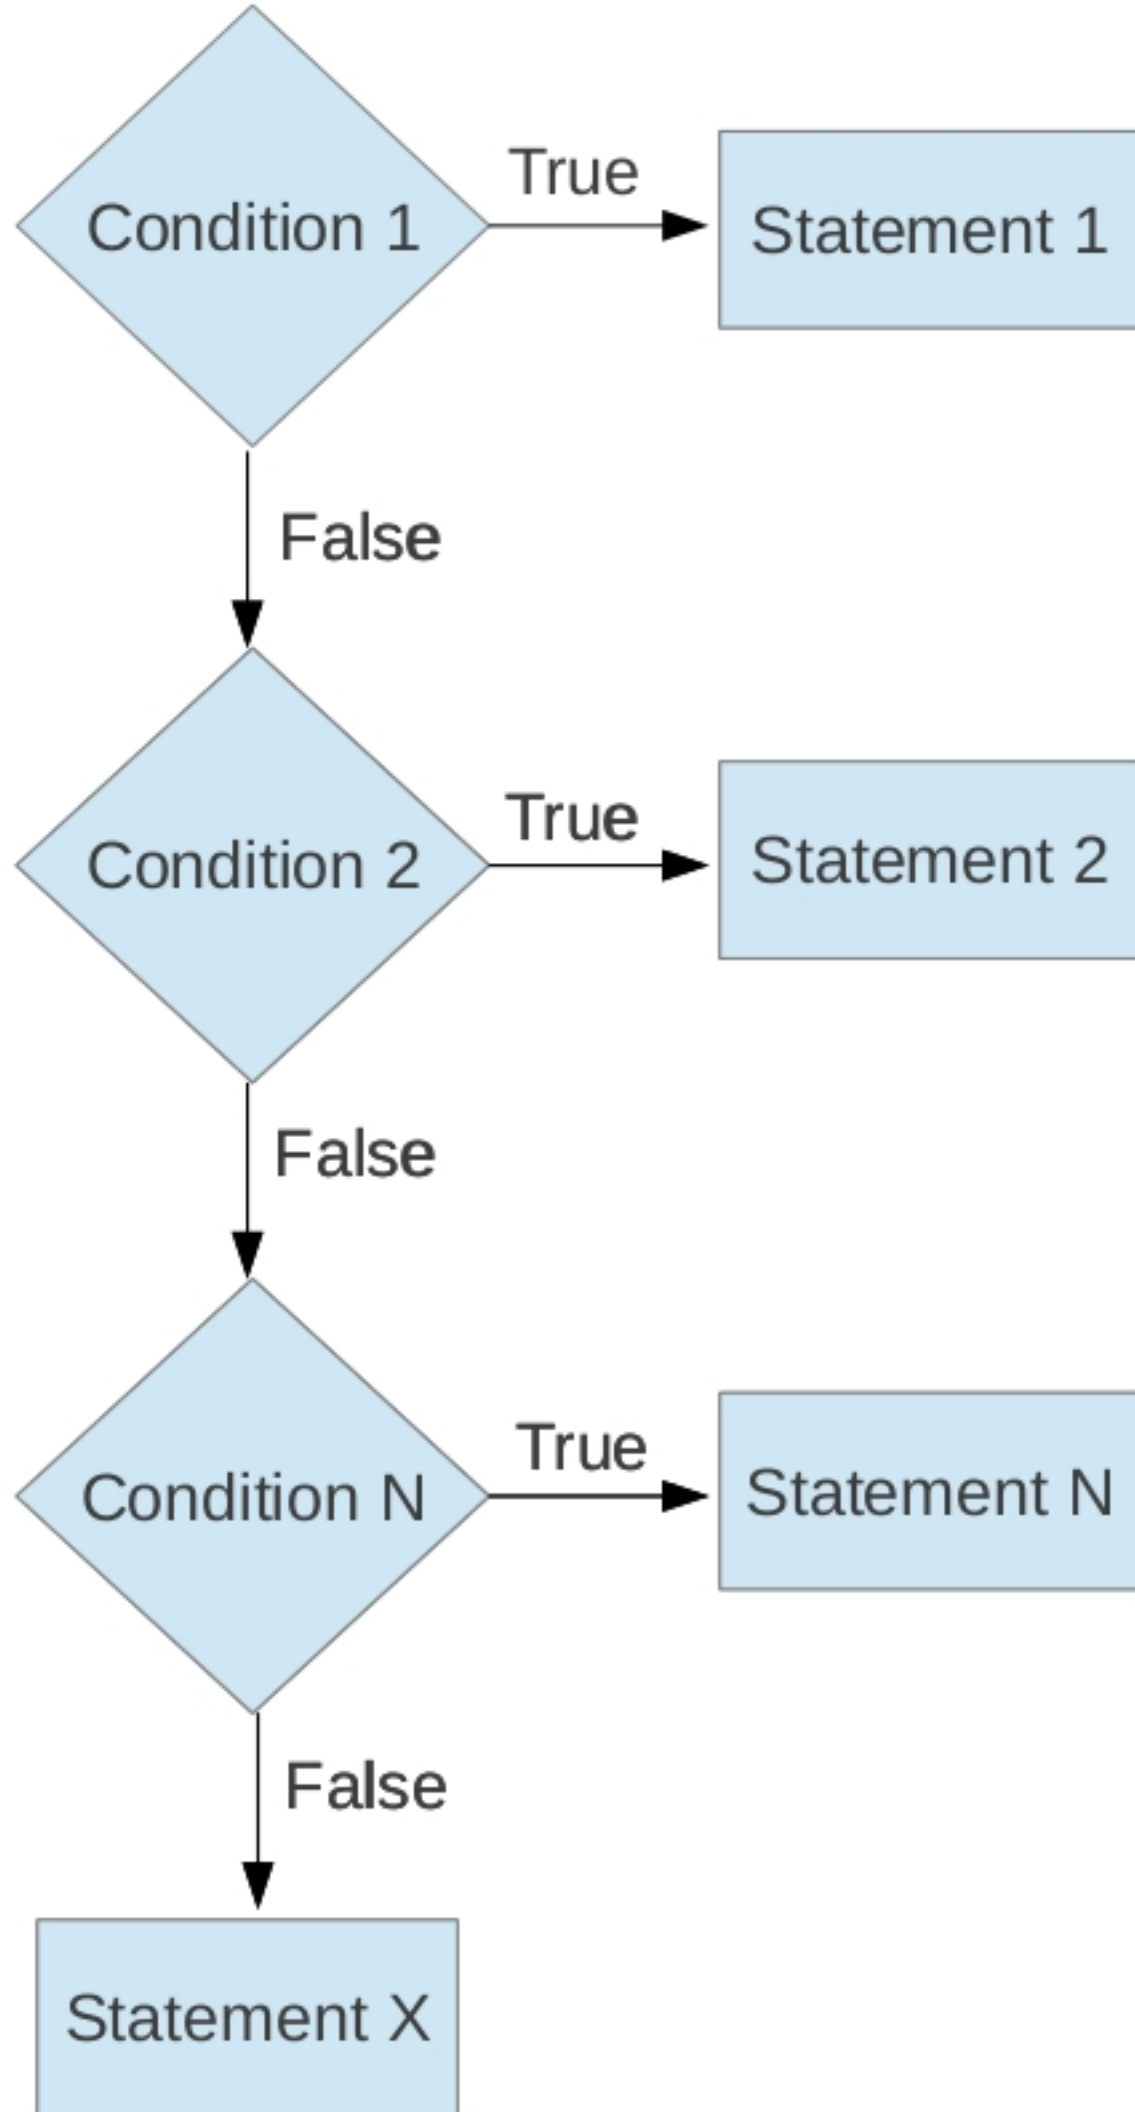 Condition 1
True
Statement 1
False
Condition 2
True
Statement 2
False
Condition N
True
Statement N
False
Statement X